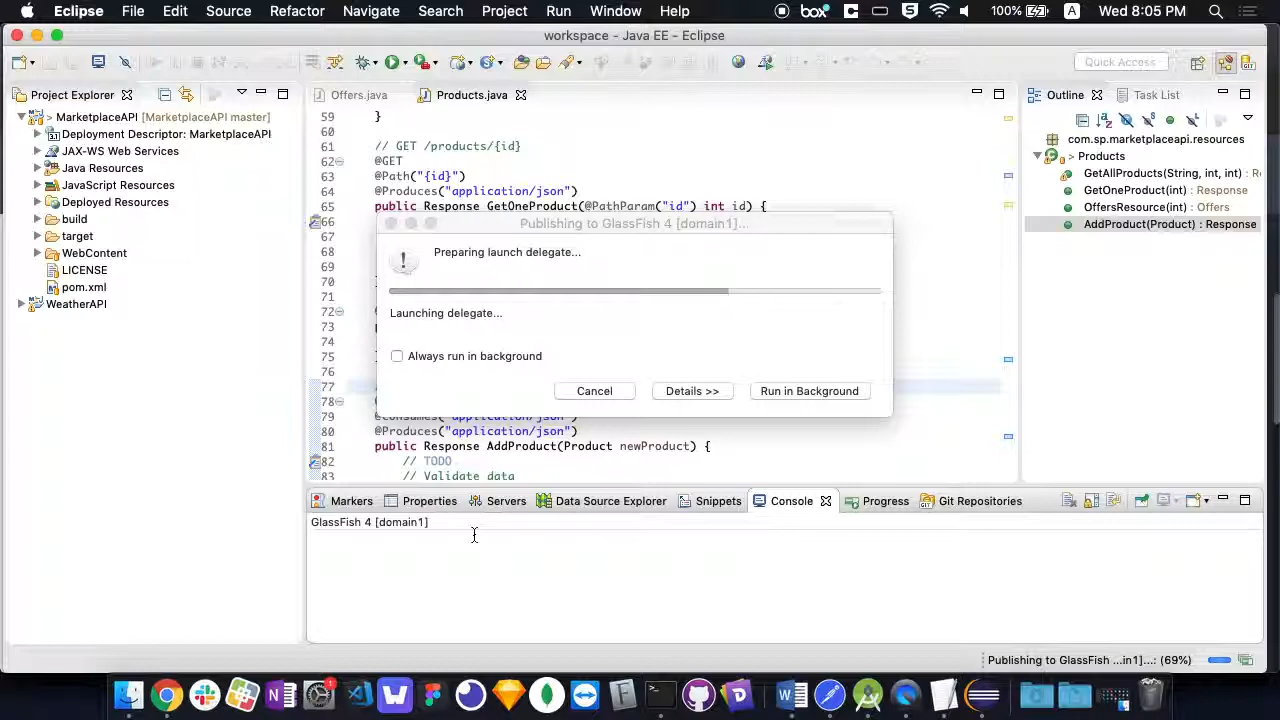 Eclipse File Edit Source Refactor Navigate Search Project Run Window Help box 5 100% A Wed 8:05 PM
workspace - Java EE - Eclipse
Quick Access
Project Explorer
> MarketplaceAPI [MarketplaceAPI master]
Deployment Descriptor: MarketplaceAPI
JAX-WS Web Services
Java Resources
JavaScript Resources
Deployed Resources
build
target
WebContent
LICENSE
pom.xml
WeatherAPI
Offers.java Products.java
59 }
60
61 // GET /products/{id}
62 @GET
63 @Path("{id}")
64 @Produces("application/json")
65 public Response GetOneProduct(@PathParam("id") int id) {
66
67
68
69
70
71
72
73
74
75
76
77
78
79 @Consumes("application/json")
80 @Produces("application/json")
81 public Response AddProduct(Product newProduct) {
82 // TODO
83 // Validate data
Publishing to GlassFish 4 [domain1]...
Preparing launch delegate...
Launching delegate...
Always run in background
Cancel Details >> Run in Background
Outline Task List
com.sp.marketplaceapi.resources
> Products
GetAllProducts(String, int, int) : R
GetOneProduct(int) : Response
OffersResource(int) : Offers
AddProduct(Product) : Response
Markers Properties Servers Data Source Explorer Snippets Console Progress Git Repositories
GlassFish 4 [domain1]
Publishing to GlassFish ...in1]...: (69%)